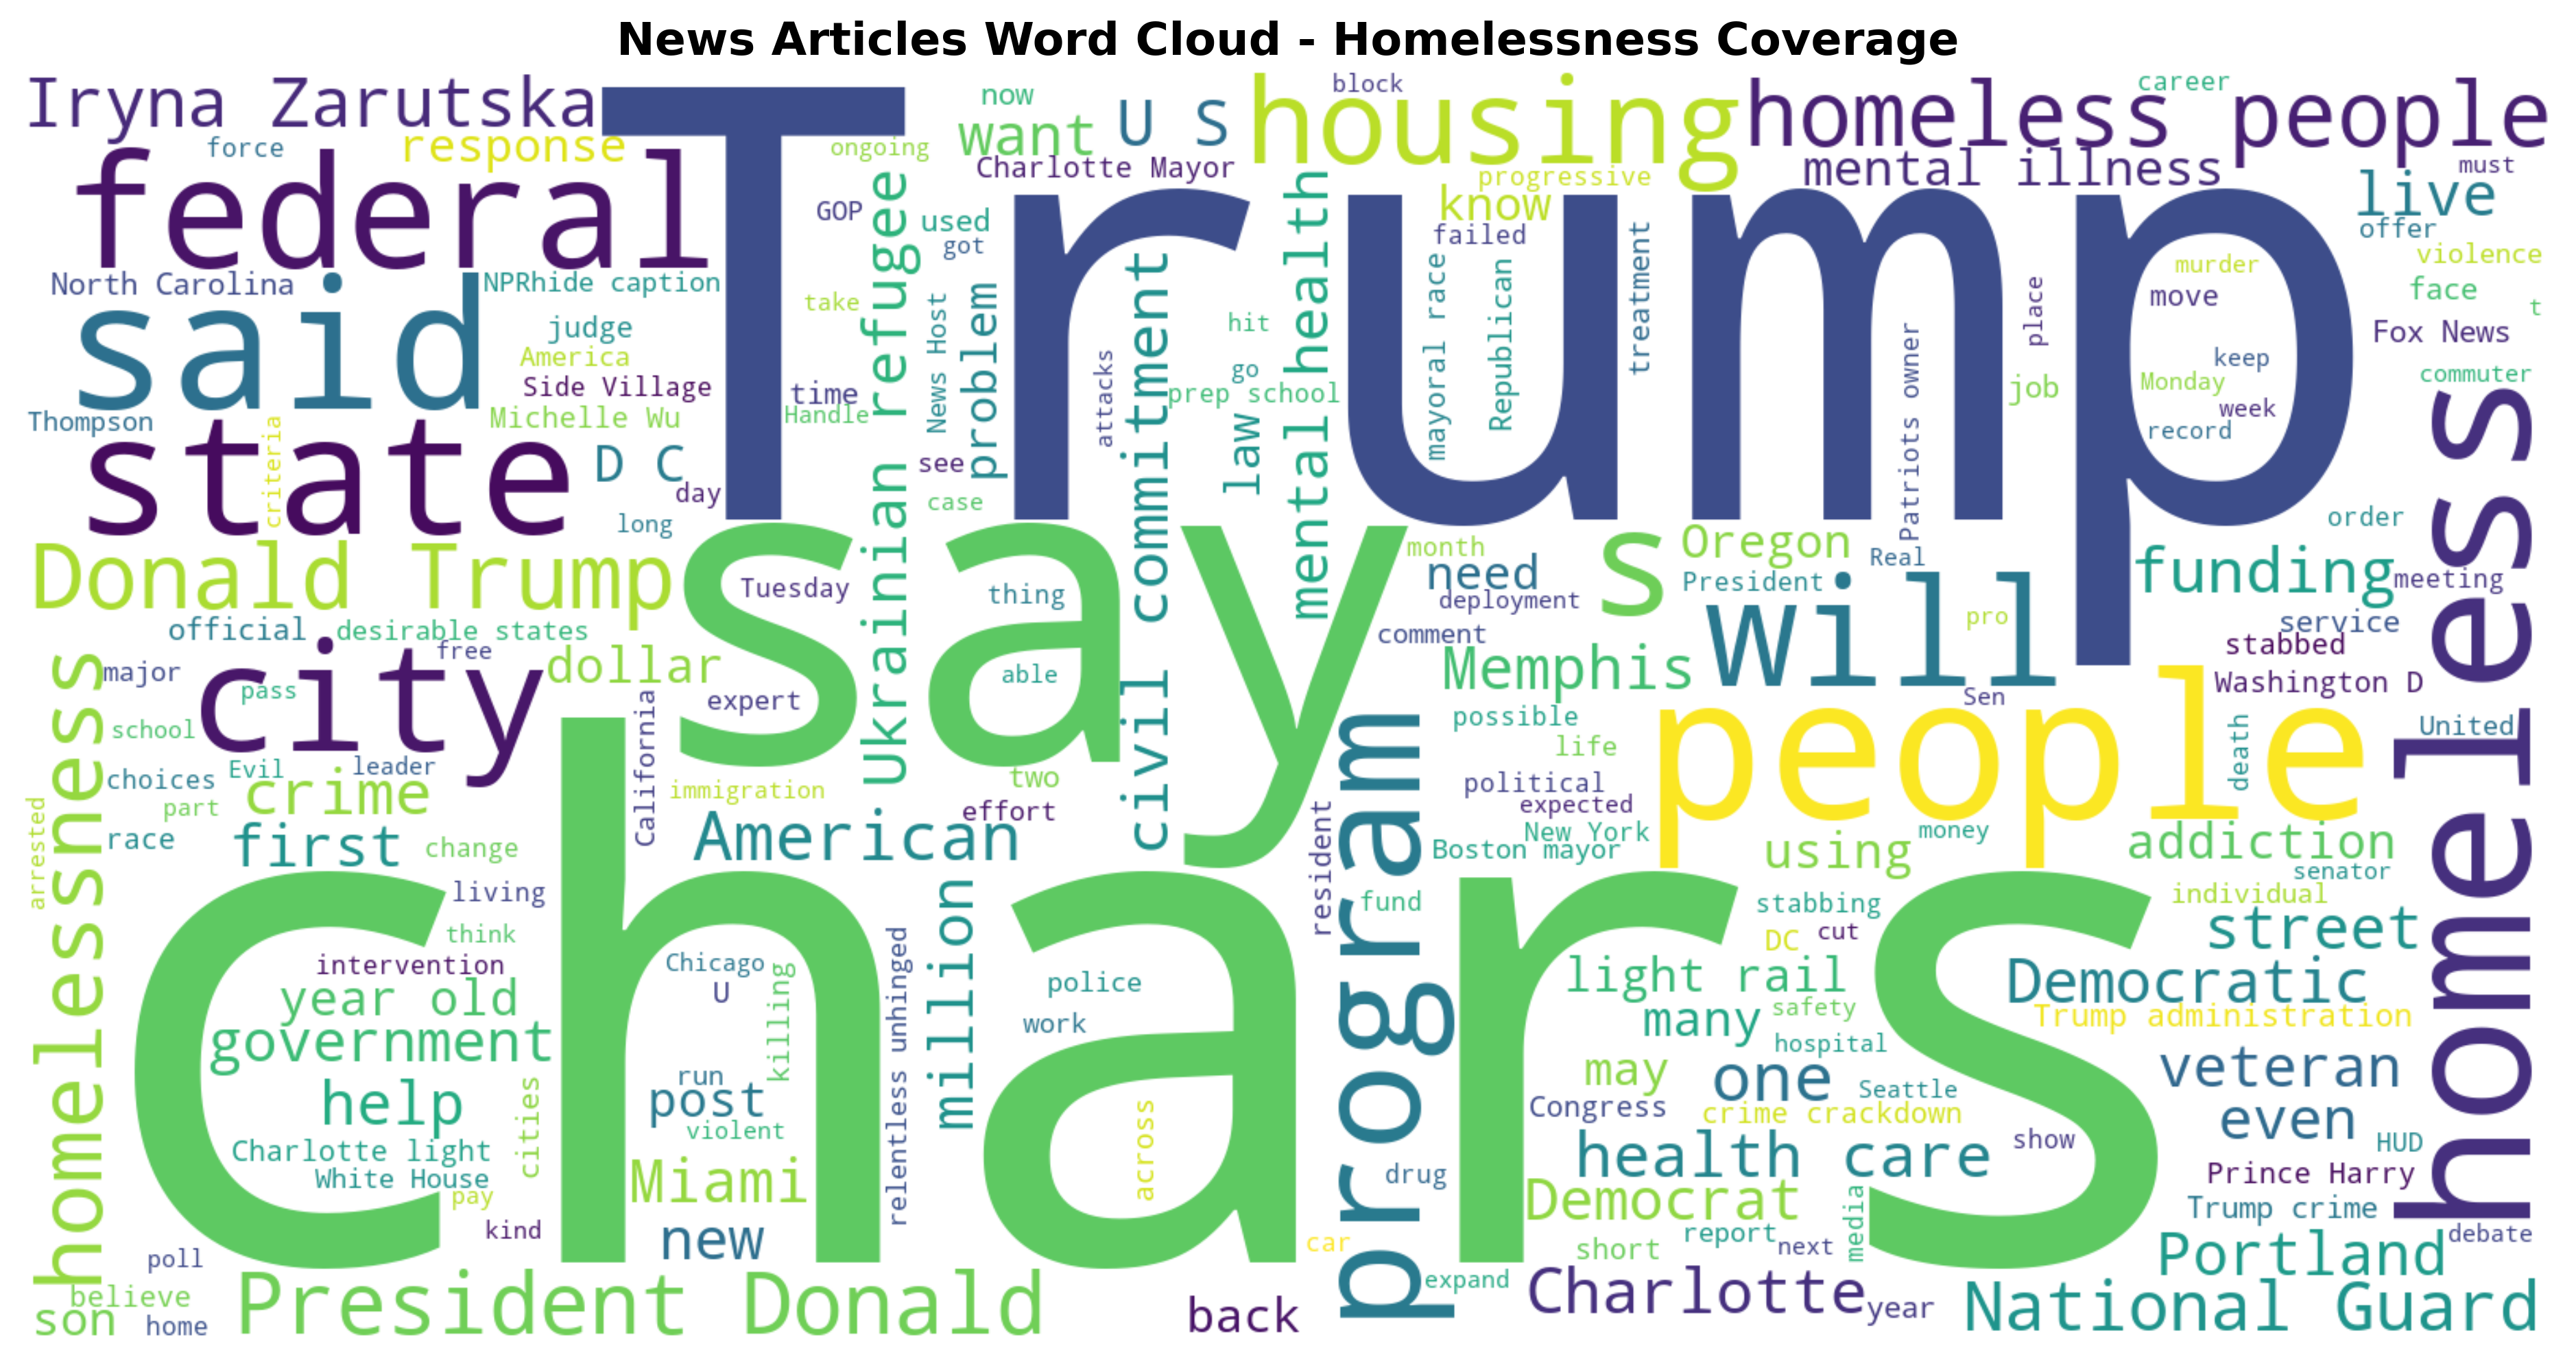 News Articles Word Cloud - Homelessness Coverage
Iryna Zarutska
force
response
federal
North Carolina
NPRhide caption
said
judge
America
Side Village
Thompson
Michelle Wu
state
criteria
D C
day
long
Donald Trump
Trump
ongoing
GOP
take
time
Handle
Ukrainian refugee
now
want
U S
block
housing
Charlotte Mayor
used
got
News Host
problem
see
case
attacks
civil commitment
hit
go
prep school
law
mental health
progressive
know
failed
mayoral race
Republican
treatment
homeless people
career
mental illness
must
live
offer
violence
murder
move
face
t
place
Fox News
keep
job
Monday
commuter
week
record
Patriots owner
order
say
Tuesday
thing
able
month
need
deployment
comment
s
Oregon
Real
President
will
pro
funding
meeting
service
stabbed
Washington D
Sen
Memphis
official
desirable states
free
major
pass
city
dollar
expert
school
choices
Evil
leader
part
crime
California
immigration
two
effort
race
first
change
American
arrested
homelessness
possible
life
political
expected
New York
Boston mayor
people
death
United
homeless
money
using
addiction
senator
individual
street
resident
program
fund
chars
living
think
intervention
year old
government
help
cities
Charlotte light
White House
pay
kind
Chicago
U
killing
run
post
violent
Miami
new
relentless unhinged
million
police
work
across
stabbing
DC
cut
light rail
many
safety
hospital
may
one
Seattle
Congress
crime crackdown
health care
show
Democratic
Trump administration
veteran
even
HUD
Prince Harry
Trump crime
debate
drug
Democrat
media
report
short
next
car
expand
poll
believe
son
home
President Donald
back
Charlotte
year
Portland
National Guard